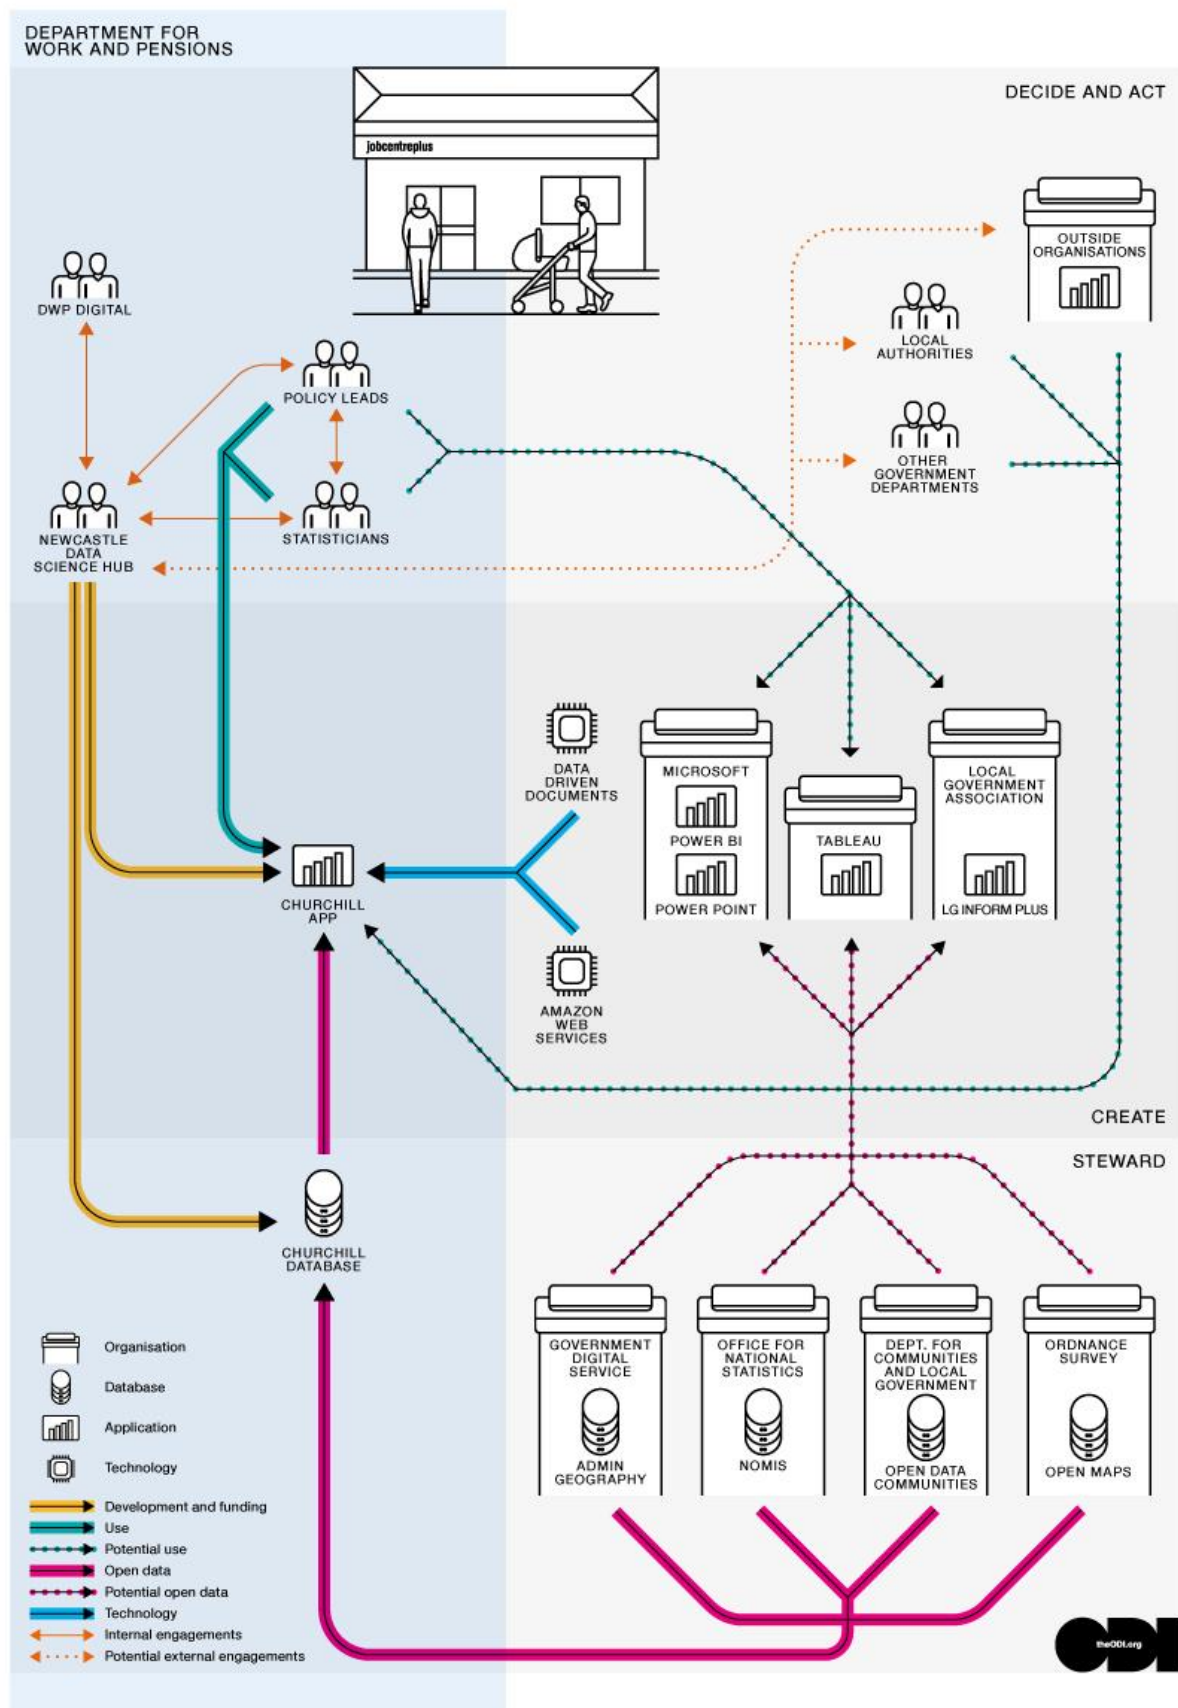 DEPARTMENT FOR
WORK AND PENSIONS
DECIDE AND ACT
jobcentreplus
OUTSIDE
ORGANISATIONS
DWP DIGITAL
LOCAL
AUTHORITIES
POLICY LEADS
OTHER
GOVERNMENT
DEPARTMENTS
NEWCASTLE
DATA
SCIENCE HUB
STATISTICIANS
DATA
DRIVEN
DOCUMENTS
MICROSOFT
POWER BI
POWER POINT
TABLEAU
LOCAL
GOVERNMENT
ASSOCIATION
LG INFORM PLUS
CHURCHILL
APP
AMAZON
WEB
SERVICES
CREATE
STEWARD
CHURCHILL
DATABASE
GOVERNMENT
DIGITAL
SERVICE
ADMIN
GEOGRAPHY
OFFICE FOR
NATIONAL
STATISTICS
NOMIS
DEPT. FOR
COMMUNITIES
AND LOCAL
GOVERNMENT
OPEN DATA
COMMUNITIES
ORDNANCE
SURVEY
OPEN MAPS
Organisation
Database
Application
Technology
Development and funding
Use
Potential use
Open data
Potential open data
Technology
Internal engagements
Potential external engagements
ODI
theODI.org